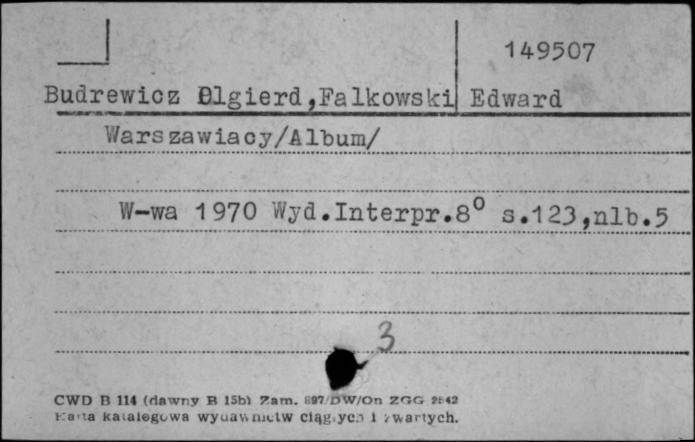 149507
Budrewicz Olgierd,Falkowski Edward
Warszawiacy/Album/
W-wa 1970 Wyd.Interpr.8° s.123,nlb.5
3
CWD B 114 (dawny B 15b) Zam. 697/DW/On ZGG
Karta katalogowa wydawnictw ciągłych i zwartych.